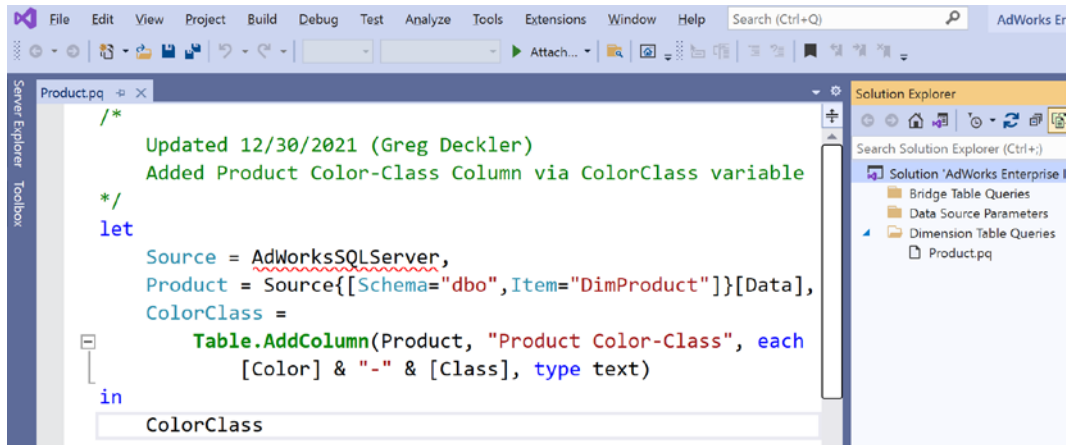 File Edit View Project Build Debug Test Analyze Tools Extensions Window Help Search (Ctrl+Q) AdWorks En
Attach...
Server Explorer
Toolbox
Product.pq
/*
Updated 12/30/2021 (Greg Deckler)
Added Product Color-Class Column via ColorClass variable
*/
let
Source = AdWorksSQLServer,
Product = Source{[Schema="dbo",Item="DimProduct"]}[Data],
ColorClass =
Table.AddColumn(Product, "Product Color-Class", each
[Color] & "-" & [Class], type text)
in
ColorClass
Solution Explorer
Search Solution Explorer (Ctrl+;)
Solution 'AdWorks Enterprise
Bridge Table Queries
Data Source Parameters
Dimension Table Queries
Product.pq